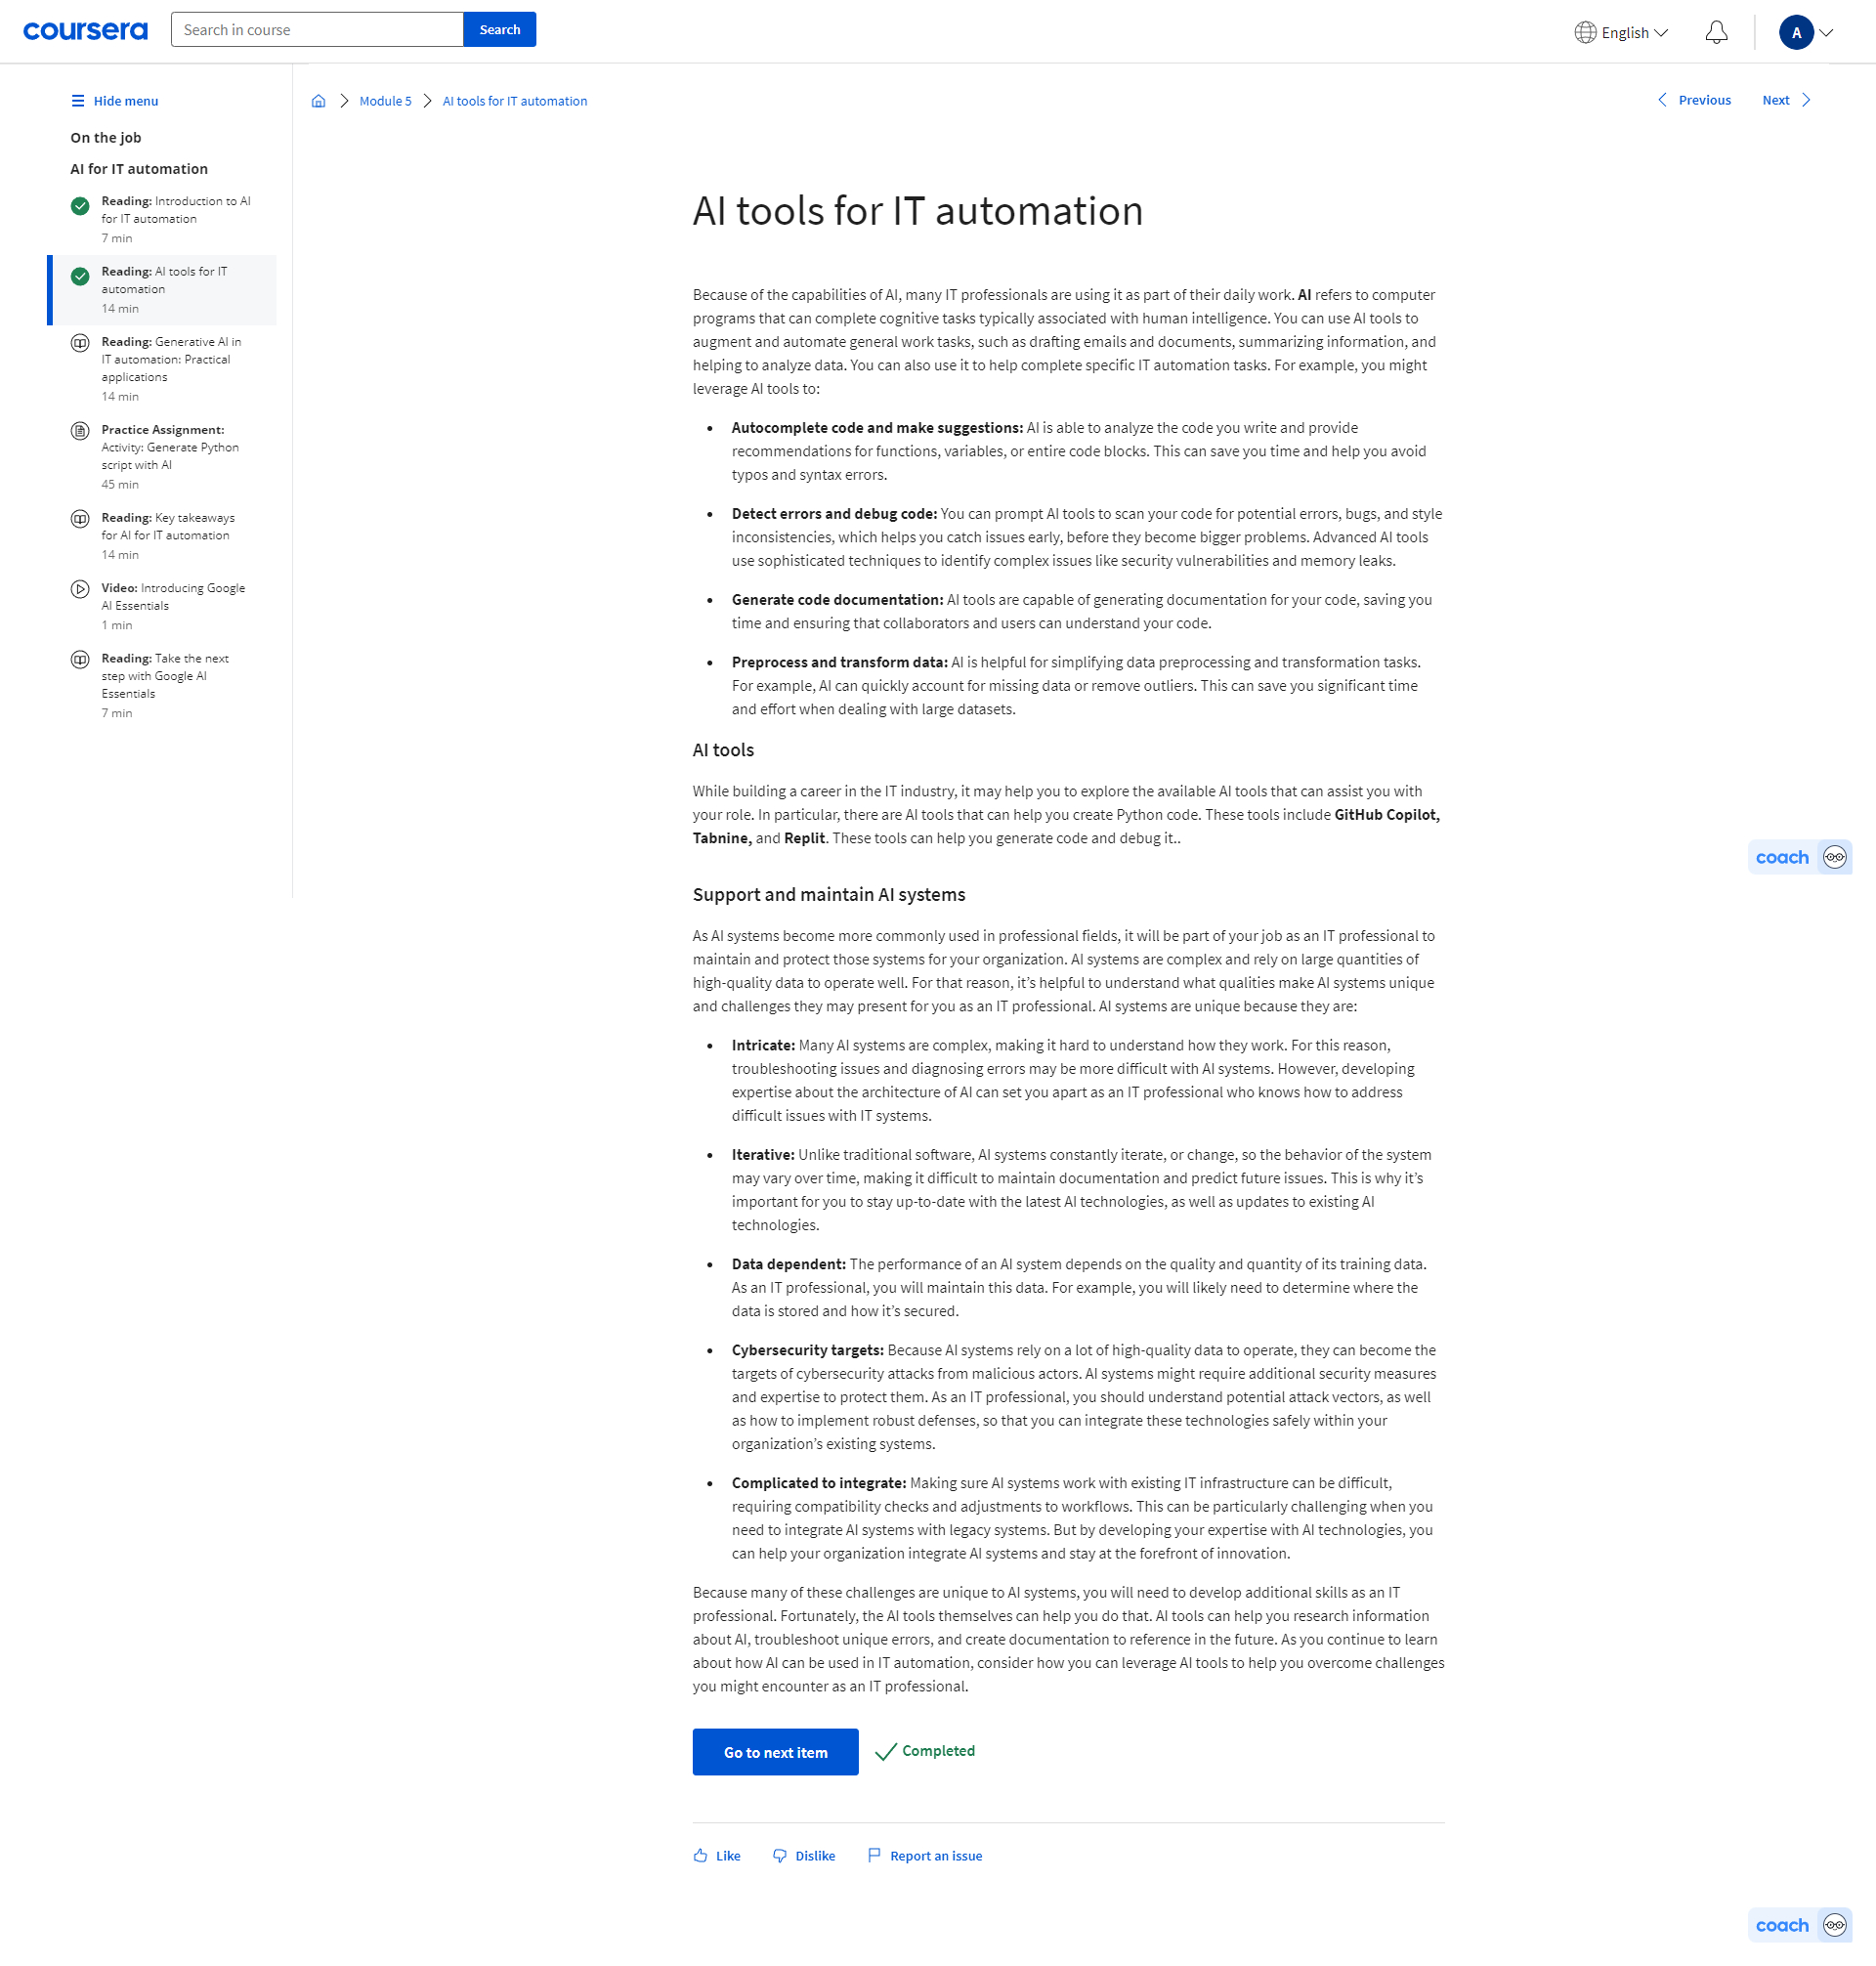 coursera
Search in course
Search
English
A
Hide menu
Module 5
AI tools for IT automation
Previous
Next
On the job
AI for IT automation
Reading: Introduction to AI
for IT automation
7 min
Reading: AI tools for IT
automation
14 min
Reading: Generative AI in
IT automation: Practical
applications
14 min
Practice Assignment:
Activity: Generate Python
script with AI
45 min
Reading: Key takeaways
for AI for IT automation
14 min
Video: Introducing Google
AI Essentials
1 min
Reading: Take the next
step with Google AI
Essentials
7 min
AI tools for IT automation
Because of the capabilities of AI, many IT professionals are using it as part of their daily work. AI refers to computer
programs that can complete cognitive tasks typically associated with human intelligence. You can use AI tools to
augment and automate general work tasks, such as drafting emails and documents, summarizing information, and
helping to analyze data. You can also use it to help complete specific IT automation tasks. For example, you might
leverage AI tools to:
• Autocomplete code and make suggestions: AI is able to analyze the code you write and provide
recommendations for functions, variables, or entire code blocks. This can save you time and help you avoid
typos and syntax errors.
• Detect errors and debug code: You can prompt AI tools to scan your code for potential errors, bugs, and style
inconsistencies, which helps you catch issues early, before they become bigger problems. Advanced AI tools
use sophisticated techniques to identify complex issues like security vulnerabilities and memory leaks.
• Generate code documentation: AI tools are capable of generating documentation for your code, saving you
time and ensuring that collaborators and users can understand your code.
• Preprocess and transform data: AI is helpful for simplifying data preprocessing and transformation tasks.
For example, AI can quickly account for missing data or remove outliers. This can save you significant time
and effort when dealing with large datasets.
AI tools
While building a career in the IT industry, it may help you to explore the available AI tools that can assist you with
your role. In particular, there are AI tools that can help you create Python code. These tools include GitHub Copilot,
Tabnine, and Replit. These tools can help you generate code and debug it..
coach
Support and maintain AI systems
As AI systems become more commonly used in professional fields, it will be part of your job as an IT professional to
maintain and protect those systems for your organization. AI systems are complex and rely on large quantities of
high-quality data to operate well. For that reason, it’s helpful to understand what qualities make AI systems unique
and challenges they may present for you as an IT professional. AI systems are unique because they are:
• Intricate: Many AI systems are complex, making it hard to understand how they work. For this reason,
troubleshooting issues and diagnosing errors may be more difficult with AI systems. However, developing
expertise about the architecture of AI can set you apart as an IT professional who knows how to address
difficult issues with IT systems.
• Iterative: Unlike traditional software, AI systems constantly iterate, or change, so the behavior of the system
may vary over time, making it difficult to maintain documentation and predict future issues. This is why it’s
important for you to stay up-to-date with the latest AI technologies, as well as updates to existing AI
technologies.
• Data dependent: The performance of an AI system depends on the quality and quantity of its training data.
As an IT professional, you will maintain this data. For example, you will likely need to determine where the
data is stored and how it’s secured.
• Cybersecurity targets: Because AI systems rely on a lot of high-quality data to operate, they can become the
targets of cybersecurity attacks from malicious actors. AI systems might require additional security measures
and expertise to protect them. As an IT professional, you should understand potential attack vectors, as well
as how to implement robust defenses, so that you can integrate these technologies safely within your
organization’s existing systems.
• Complicated to integrate: Making sure AI systems work with existing IT infrastructure can be difficult,
requiring compatibility checks and adjustments to workflows. This can be particularly challenging when you
need to integrate AI systems with legacy systems. But by developing your expertise with AI technologies, you
can help your organization integrate AI systems and stay at the forefront of innovation.
Because many of these challenges are unique to AI systems, you will need to develop additional skills as an IT
professional. Fortunately, the AI tools themselves can help you do that. AI tools can help you research information
about AI, troubleshoot unique errors, and create documentation to reference in the future. As you continue to learn
about how AI can be used in IT automation, consider how you can leverage AI tools to help you overcome challenges
you might encounter as an IT professional.
Go to next item
Completed
Like
Dislike
Report an issue
coach